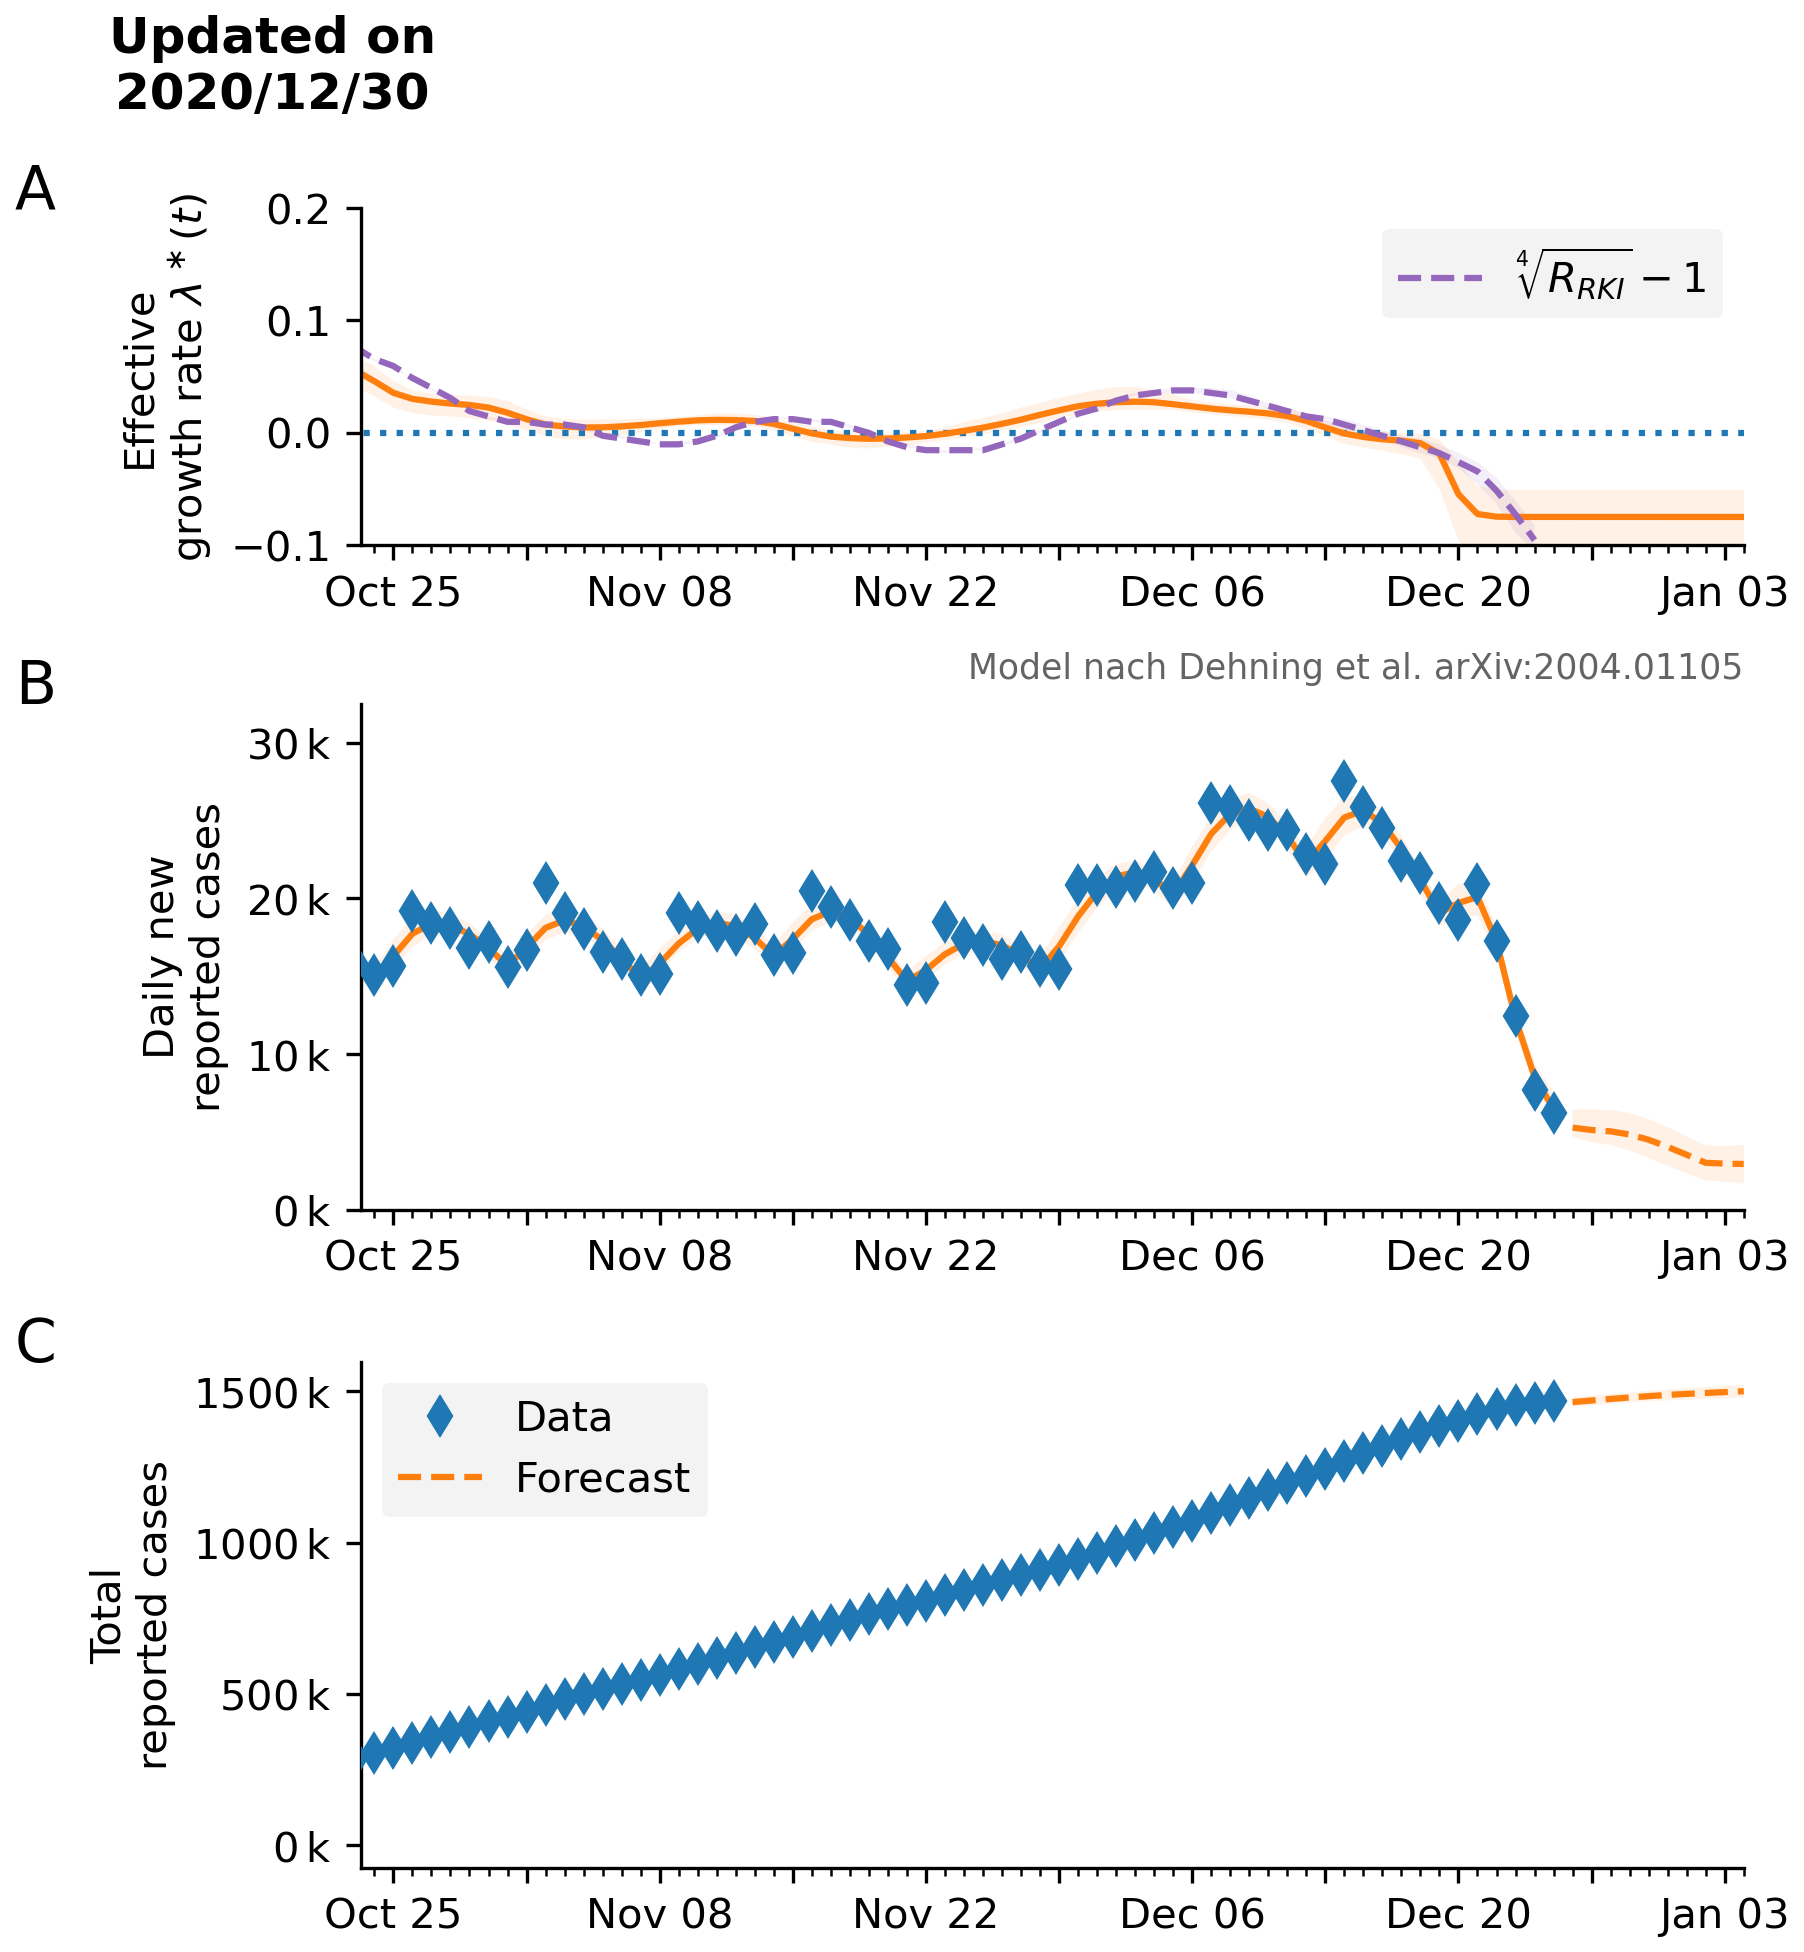 Updated on
2020/12/30
A
Effective
growth rate λ * (t)
0.2
0.1
0.0
−0.1
∜R_RKI − 1
Oct 25 Nov 08 Nov 22 Dec 06 Dec 20 Jan 03
Model nach Dehning et al. arXiv:2004.01105
B
Daily new
reported cases
30 k
20 k
10 k
0 k
Oct 25 Nov 08 Nov 22 Dec 06 Dec 20 Jan 03
C
Total
reported cases
1500 k
1000 k
500 k
0 k
Data
Forecast
Oct 25 Nov 08 Nov 22 Dec 06 Dec 20 Jan 03